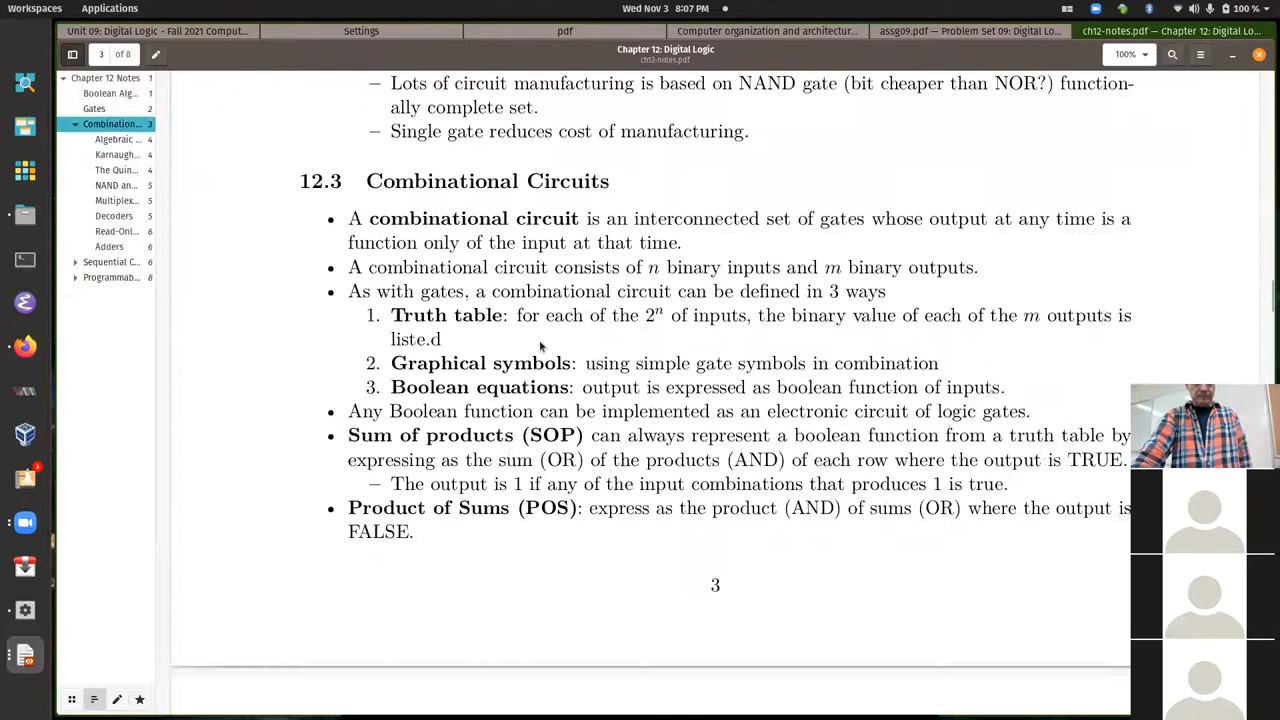 Workspaces
Applications
Wed Nov 3 8:07 PM
100 %
Unit 09: Digital Logic - Fall 2021 Comput...
Settings
pdf
Computer organization and architectur...
assg09.pdf — Problem Set 09: Digital Lo...
ch12-notes.pdf — Chapter 12: Digital Lo...
3 of 8
Chapter 12: Digital Logic
ch12-notes.pdf
100%
Chapter 12 Notes 1
Boolean Alg... 1
Gates 2
Combination... 3
Algebraic ... 4
Karnaugh... 4
The Quin... 4
NAND an... 5
Multiplex... 5
Decoders 5
Read-Onl... 6
Adders 6
Sequential C... 7
Programmab... 8
– Lots of circuit manufacturing is based on NAND gate (bit cheaper than NOR?) function-
ally complete set.
– Single gate reduces cost of manufacturing.
12.3 Combinational Circuits
• A combinational circuit is an interconnected set of gates whose output at any time is a
function only of the input at that time.
• A combinational circuit consists of n binary inputs and m binary outputs.
• As with gates, a combinational circuit can be defined in 3 ways
1. Truth table: for each of the 2^n of inputs, the binary value of each of the m outputs is
liste.d
2. Graphical symbols: using simple gate symbols in combination
3. Boolean equations: output is expressed as boolean function of inputs.
• Any Boolean function can be implemented as an electronic circuit of logic gates.
• Sum of products (SOP) can always represent a boolean function from a truth table by
expressing as the sum (OR) of the products (AND) of each row where the output is TRUE.
– The output is 1 if any of the input combinations that produces 1 is true.
• Product of Sums (POS): express as the product (AND) of sums (OR) where the output is
FALSE.
3